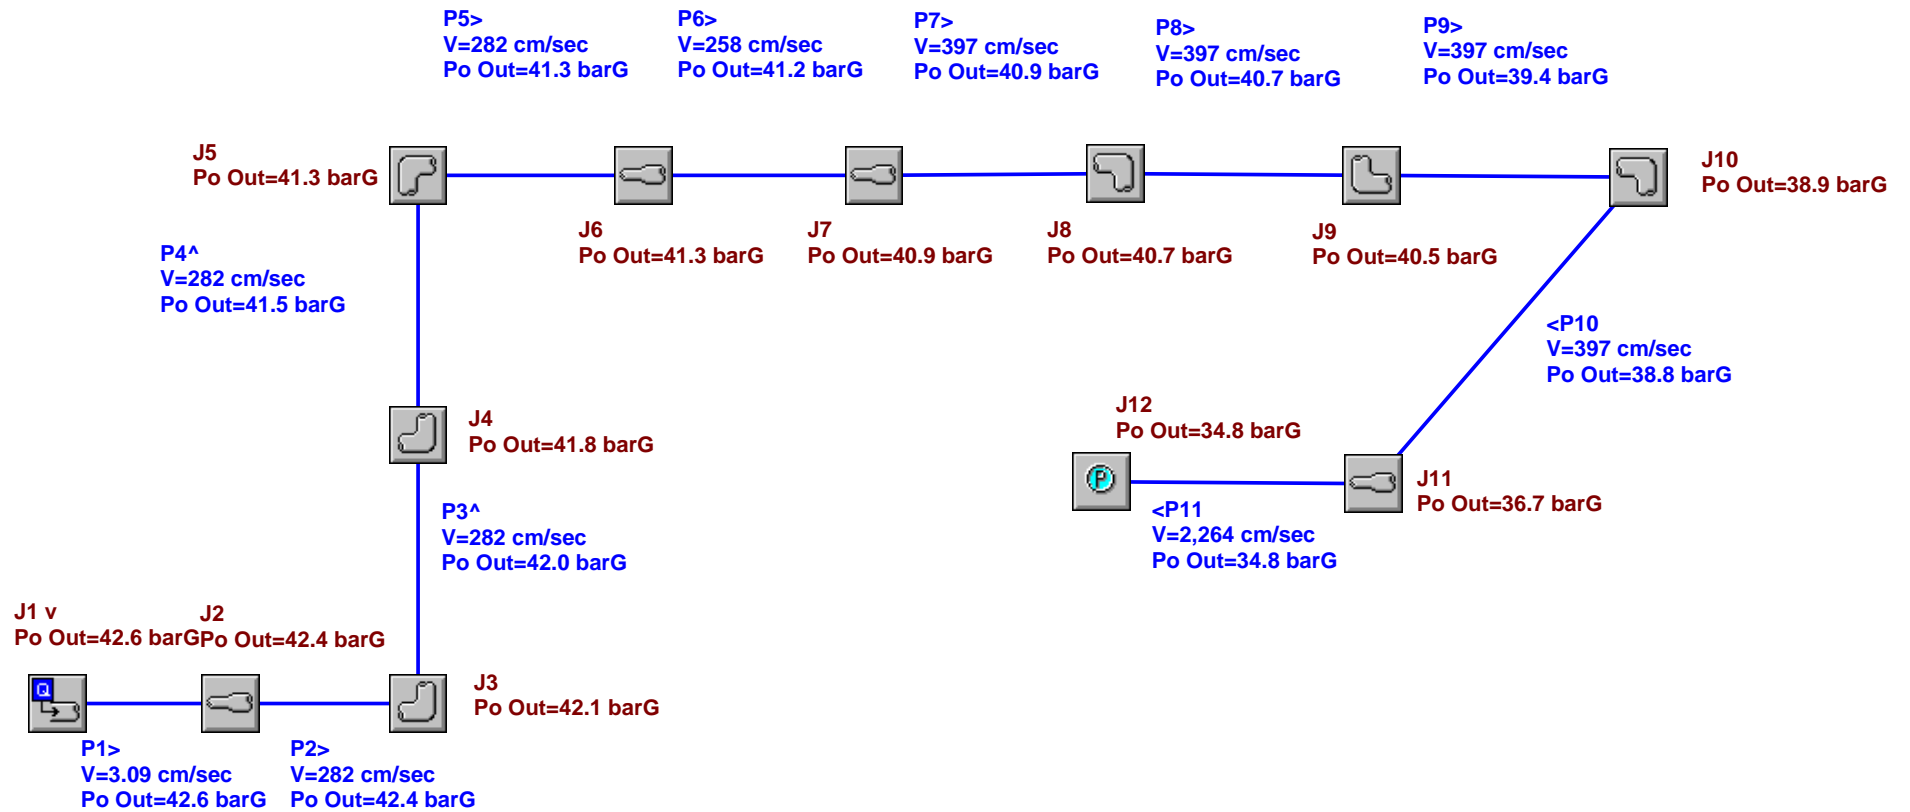 P5>
V=282 cm/sec
Po Out=41.3 barG
P6>
V=258 cm/sec
Po Out=41.2 barG
P7>
V=397 cm/sec
Po Out=40.9 barG
P8>
V=397 cm/sec
Po Out=40.7 barG
P9>
V=397 cm/sec
Po Out=39.4 barG
J5
Po Out=41.3 barG
J6
Po Out=41.3 barG
J7
Po Out=40.9 barG
J8
Po Out=40.7 barG
J9
Po Out=40.5 barG
J10
Po Out=38.9 barG
P4^
V=282 cm/sec
Po Out=41.5 barG
<P10
V=397 cm/sec
Po Out=38.8 barG
J4
Po Out=41.8 barG
J12
Po Out=34.8 barG
P
J11
Po Out=36.7 barG
<P11
V=2,264 cm/sec
Po Out=34.8 barG
P3^
V=282 cm/sec
Po Out=42.0 barG
J1 v
Po Out=42.6 barG
J2
Po Out=42.4 barG
Q
J3
Po Out=42.1 barG
P1>
V=3.09 cm/sec
Po Out=42.6 barG
P2>
V=282 cm/sec
Po Out=42.4 barG